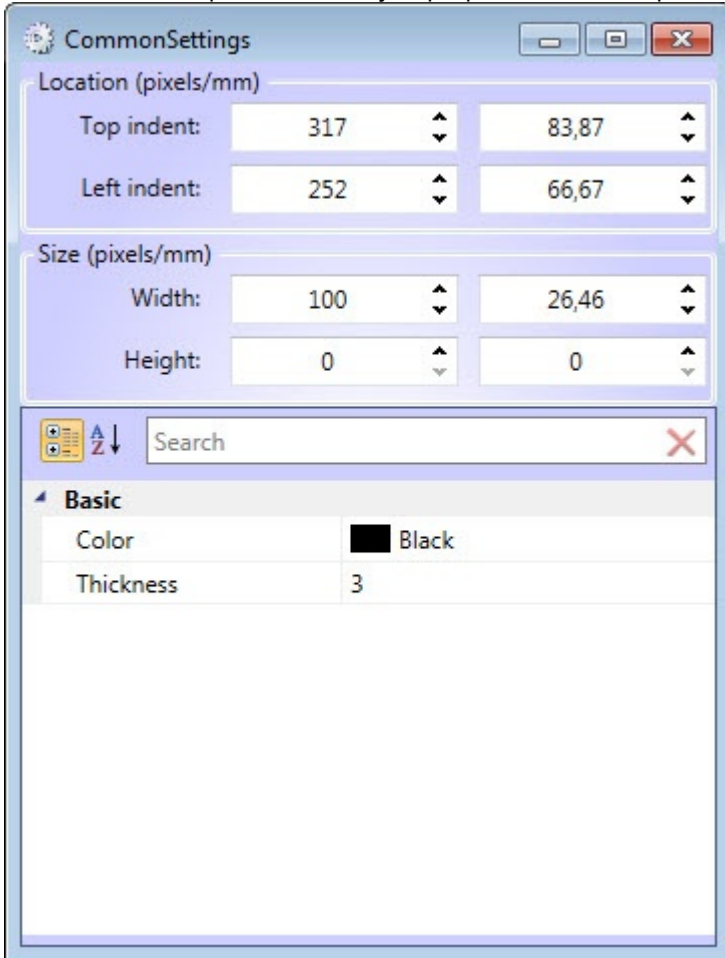 CommonSettings
Location (pixels/mm)
Top indent: 317 83,87
Left indent: 252 66,67
Size (pixels/mm)
Width: 100 26,46
Height: 0 0
A
Z Search
Basic
Color Black
Thickness 3